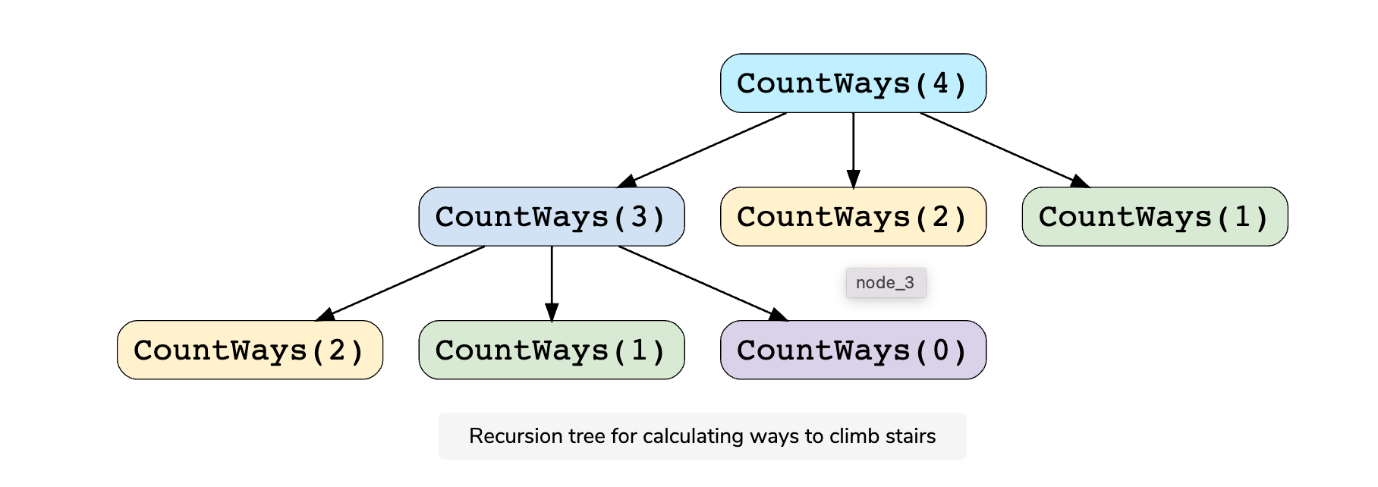 CountWays(4)
CountWays(3)
CountWays(2)
CountWays(1)
node_3
CountWays(2)
CountWays(1)
CountWays(0)
Recursion tree for calculating ways to climb stairs